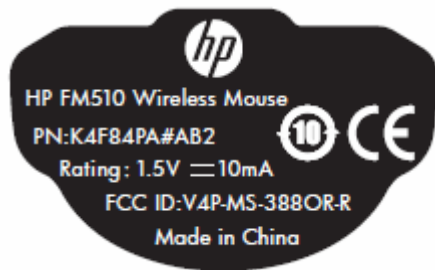 hp
HP FM510 Wireless Mouse
PN:K4F84PA#AB2
10
CE
Rating: 1.5V ⎓10mA
FCC ID:V4P-MS-388OR-R
Made in China